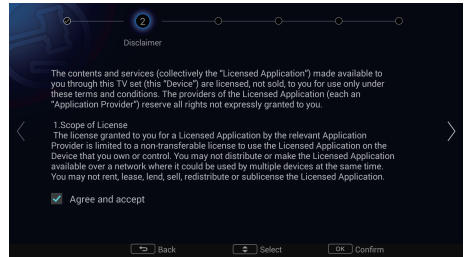 2
Disclaimer
The contents and services (collectively the "Licensed Application") made available to
you through this TV set (this "Device") are licensed, not sold, to you for use only under
these terms and conditions. The providers of the Licensed Application (each an
"Application Provider") reserve all rights not expressly granted to you.
1.Scope of License
The license granted to you for a Licensed Application by the relevant Application
Provider is limited to a non-transferable license to use the Licensed Application on the
Device that you own or control. You may not distribute or make the Licensed Application
available over a network where it could be used by multiple devices at the same time.
You may not rent, lease, lend, sell, redistribute or sublicense the Licensed Application.
Agree and accept
Back Select OK Confirm